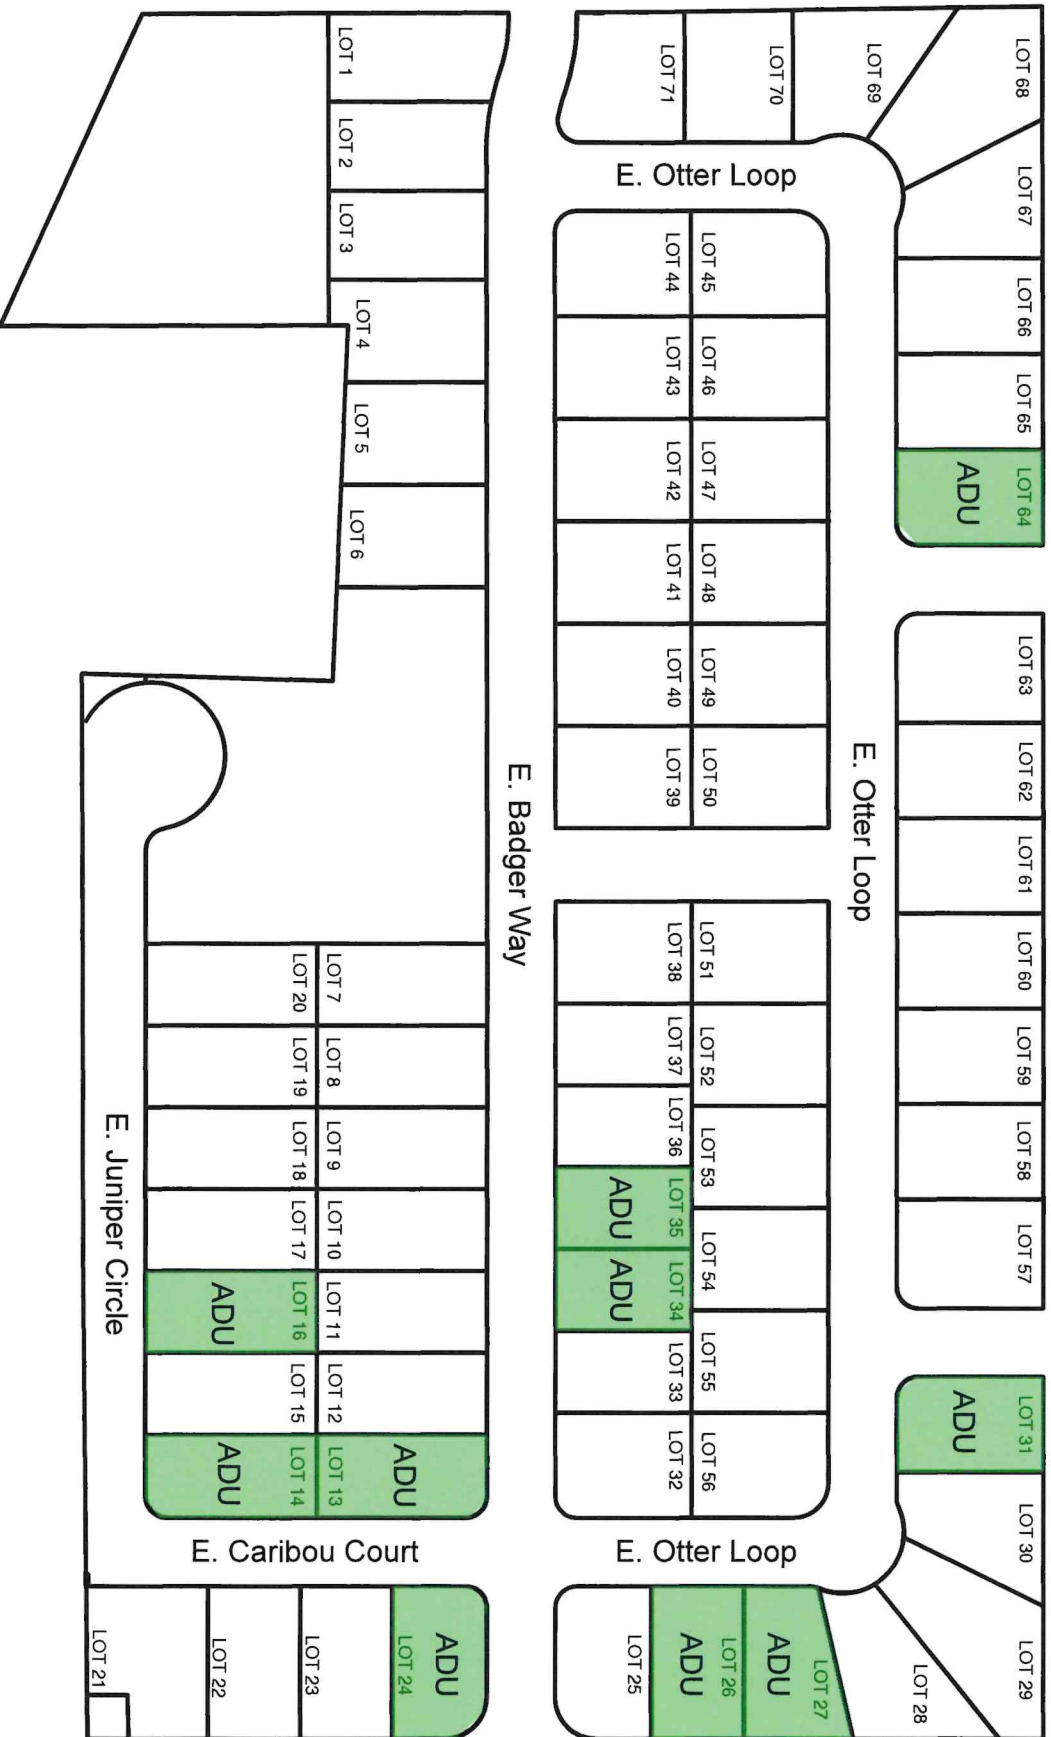 LOT 1
LOT 2
LOT 3
LOT 4
LOT 5
LOT 6
LOT 71
LOT 70
LOT 69
LOT 68
LOT 67
LOT 66
LOT 65
LOT 64
ADU
E. Otter Loop
LOT 44
LOT 45
LOT 43
LOT 46
LOT 42
LOT 47
LOT 41
LOT 48
LOT 40
LOT 49
LOT 39
LOT 50
E. Otter Loop
LOT 63
LOT 62
LOT 61
LOT 60
LOT 59
LOT 58
LOT 57
E. Badger Way
LOT 38
LOT 51
LOT 37
LOT 52
LOT 36
LOT 53
LOT 35
ADU
LOT 34
ADU
LOT 54
LOT 33
LOT 55
LOT 32
LOT 56
LOT 20
LOT 7
LOT 19
LOT 8
LOT 18
LOT 9
LOT 17
LOT 10
LOT 16
ADU
LOT 11
LOT 15
LOT 12
LOT 14
ADU
LOT 13
ADU
E. Juniper Circle
E. Caribou Court
E. Otter Loop
LOT 31
ADU
LOT 30
LOT 29
LOT 28
LOT 27
ADU
LOT 26
ADU
LOT 25
LOT 24
ADU
LOT 23
LOT 22
LOT 21